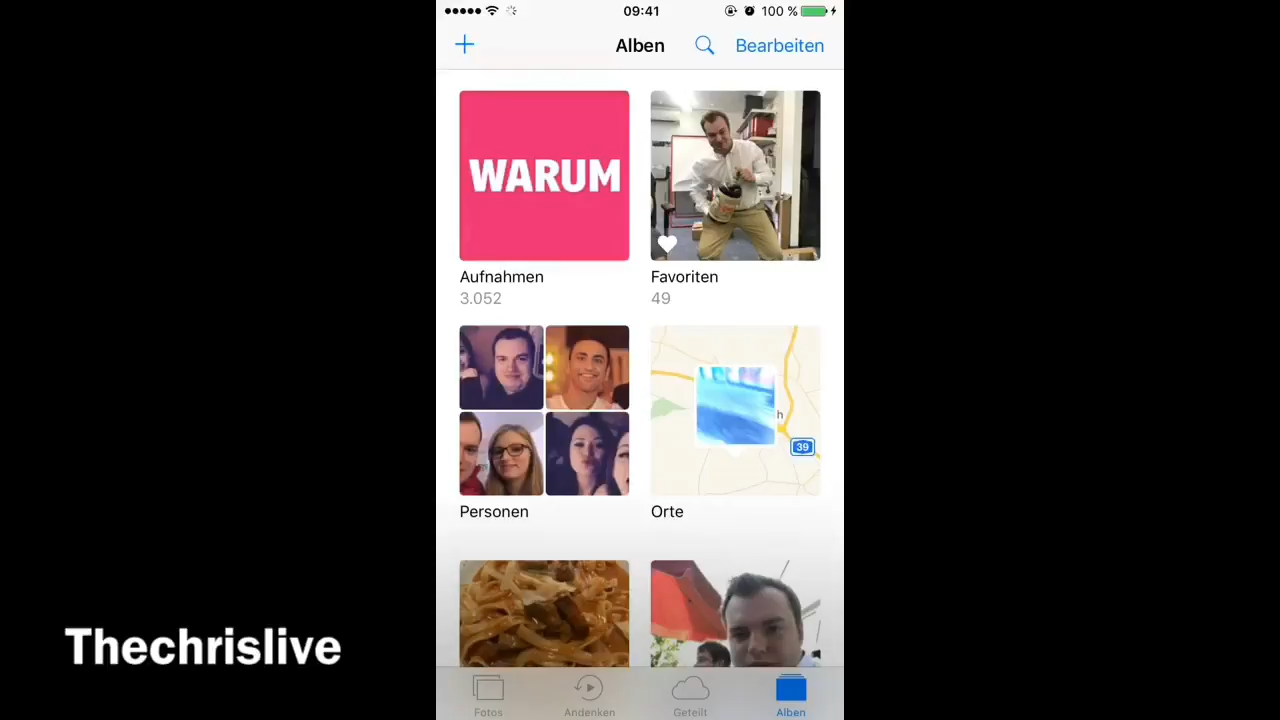 09:41
100 %
Alben
Bearbeiten
WARUM
Aufnahmen
3.052
Favoriten
49
h
39
Personen
Orte
Thechrislive
Fotos
Andenken
Geteilt
Alben